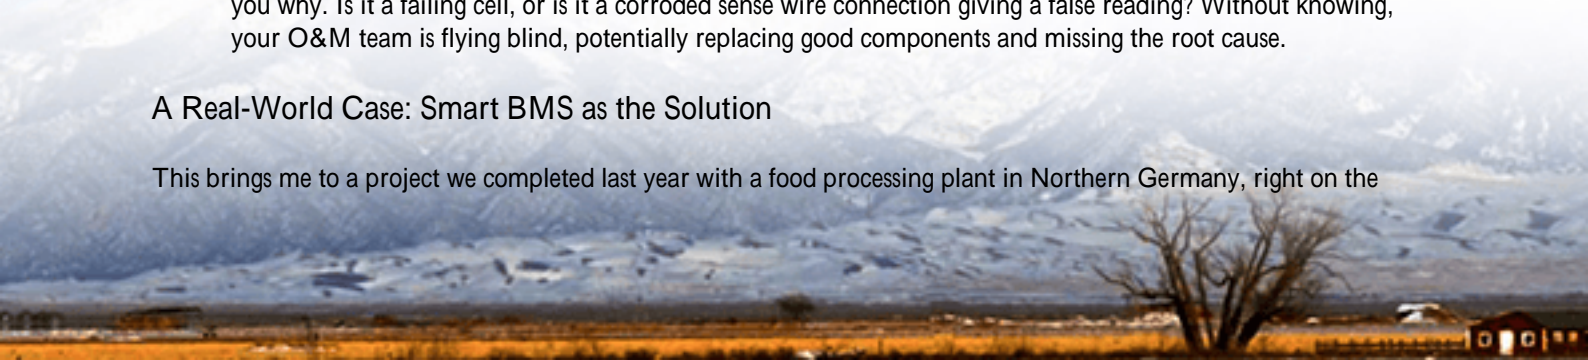 you why. Is it a failing cell, or is it a corroded sense wire connection giving a false reading? Without knowing,
your O&M team is flying blind, potentially replacing good components and missing the root cause.
A Real-World Case: Smart BMS as the Solution
This brings me to a project we completed last year with a food processing plant in Northern Germany, right on the